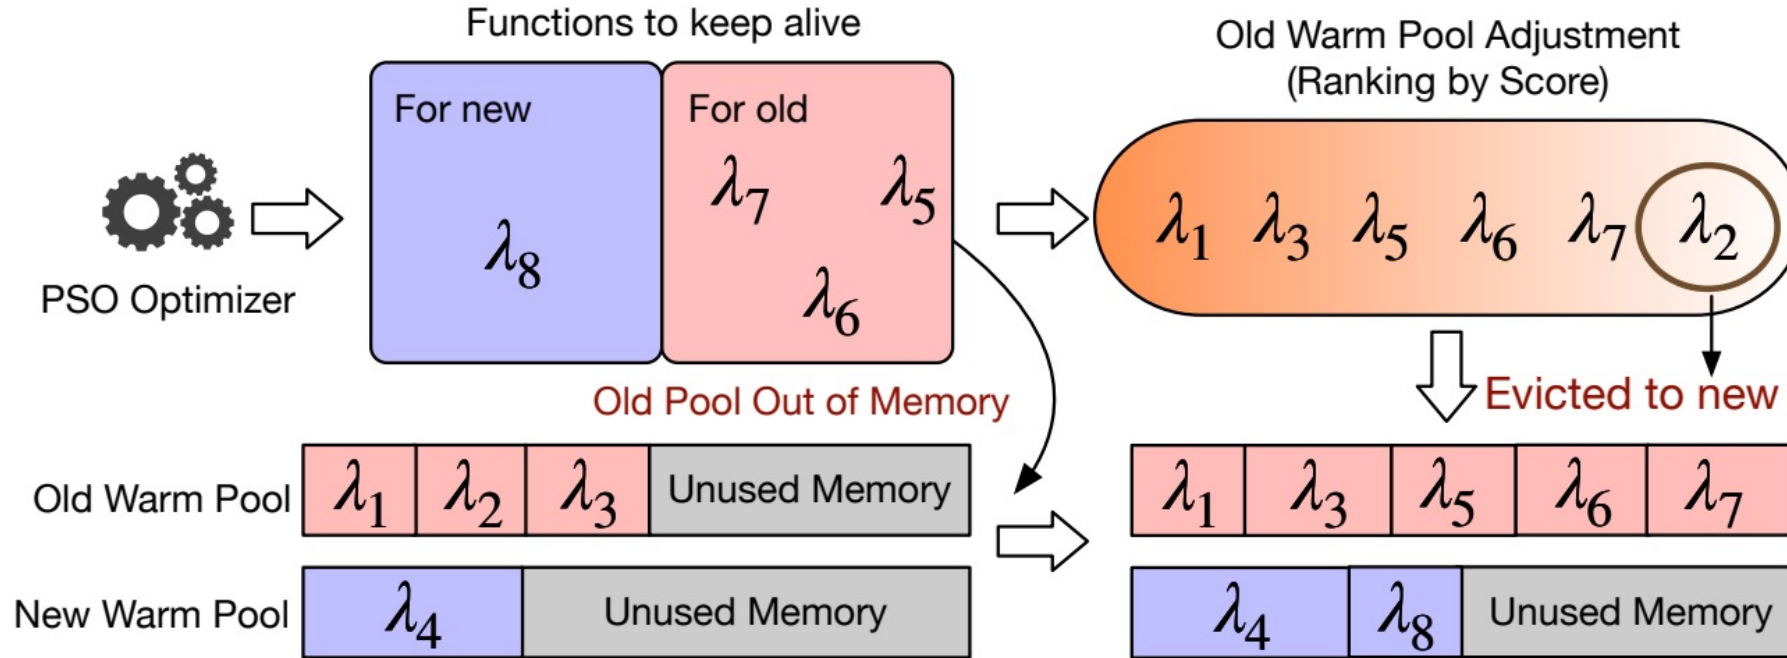 Functions to keep alive
Old Warm Pool Adjustment
(Ranking by Score)
For new
For old
λ7
λ5
λ8
λ6
λ1 λ3 λ5 λ6 λ7 λ2
PSO Optimizer
Old Pool Out of Memory
Evicted to new
Old Warm Pool
λ1 λ2 λ3 Unused Memory
λ1 λ3 λ5 λ6 λ7
New Warm Pool
λ4 Unused Memory
λ4 λ8 Unused Memory